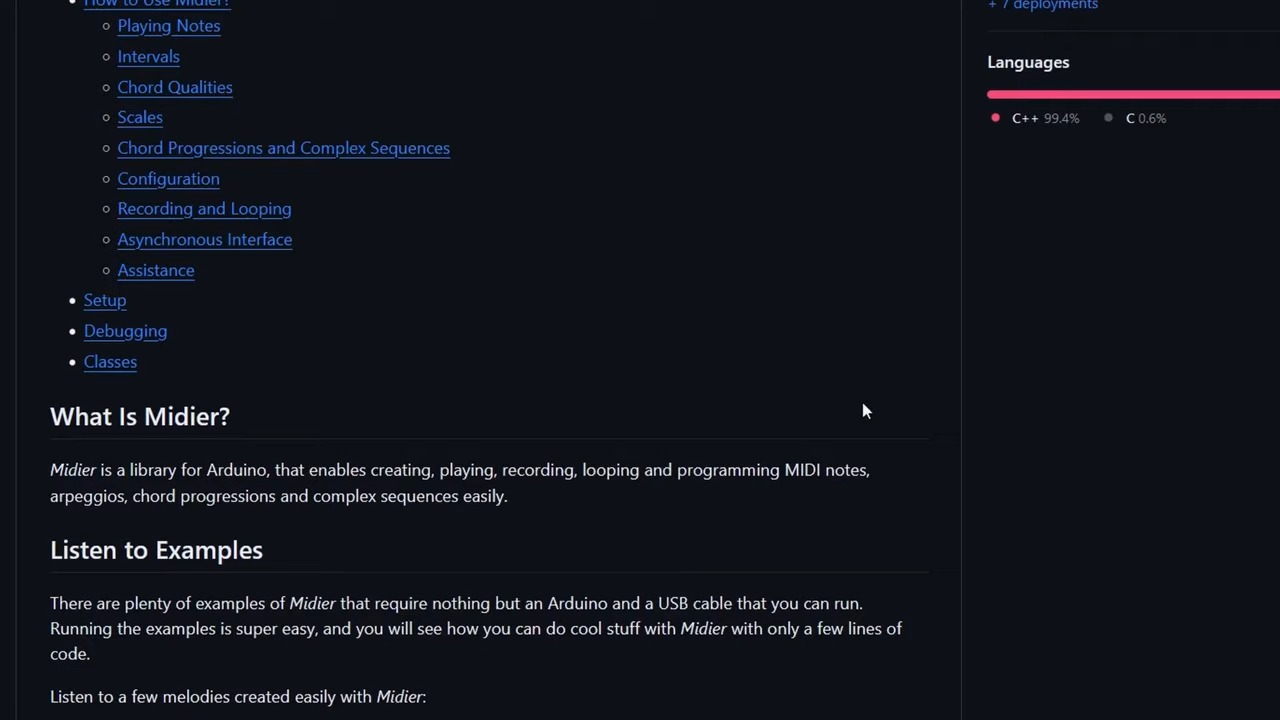 How to Use Midier?
Playing Notes
Intervals
Chord Qualities
Scales
Chord Progressions and Complex Sequences
Configuration
Recording and Looping
Asynchronous Interface
Assistance
Setup
Debugging
Classes
What Is Midier?
Midier is a library for Arduino, that enables creating, playing, recording, looping and programming MIDI notes,
arpeggios, chord progressions and complex sequences easily.
Listen to Examples
There are plenty of examples of Midier that require nothing but an Arduino and a USB cable that you can run.
Running the examples is super easy, and you will see how you can do cool stuff with Midier with only a few lines of
code.
Listen to a few melodies created easily with Midier:
+ 7 deployments
Languages
C++ 99.4% C 0.6%